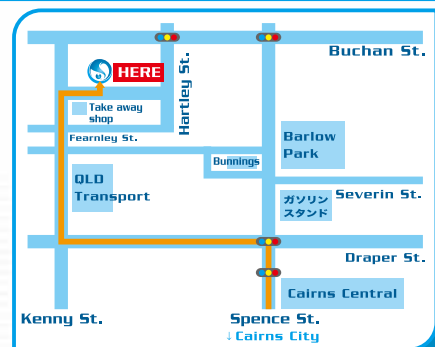 Buchan St.
HERE
Hartley St.
Take away
shop
Fearnley St.
Barlow
Park
Bunnings
QLD
Transport
ガソリン
スタンド
Severin St.
Draper St.
Cairns Central
Kenny St.
Spence St.
↓Cairns City